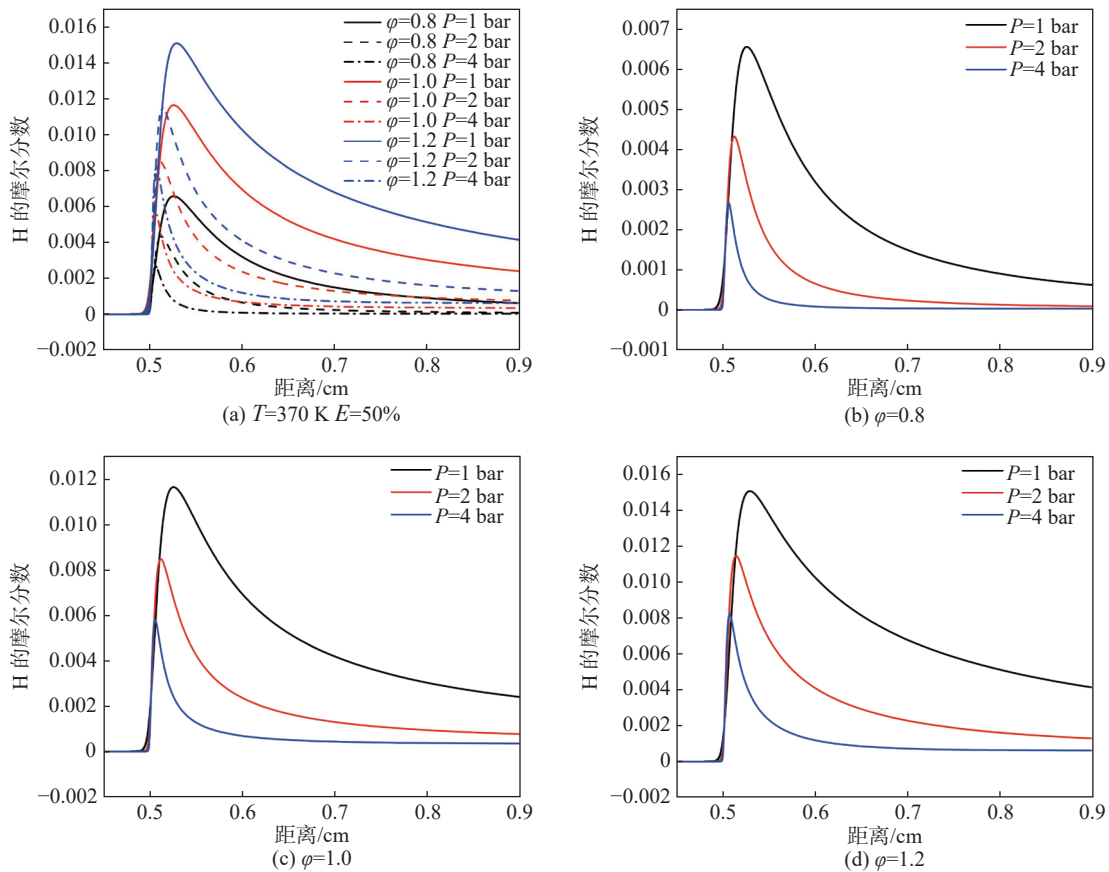 0.016
0.014
0.012
0.010
0.008
0.006
0.004
0.002
0
−0.002
H 的摩尔分数
φ=0.8 P=1 bar
φ=0.8 P=2 bar
φ=0.8 P=4 bar
φ=1.0 P=1 bar
φ=1.0 P=2 bar
φ=1.0 P=4 bar
φ=1.2 P=1 bar
φ=1.2 P=2 bar
φ=1.2 P=4 bar
0.5 0.6 0.7 0.8 0.9
距离/cm
(a) T=370 K E=50%
0.007
0.006
0.005
0.004
0.003
0.002
0.001
0
−0.001
H 的摩尔分数
P=1 bar
P=2 bar
P=4 bar
0.5 0.6 0.7 0.8 0.9
距离/cm
(b) φ=0.8
0.012
0.010
0.008
0.006
0.004
0.002
0
−0.002
H 的摩尔分数
P=1 bar
P=2 bar
P=4 bar
0.5 0.6 0.7 0.8 0.9
距离/cm
(c) φ=1.0
0.016
0.014
0.012
0.010
0.008
0.006
0.004
0.002
0
−0.002
H 的摩尔分数
P=1 bar
P=2 bar
P=4 bar
0.5 0.6 0.7 0.8 0.9
距离/cm
(d) φ=1.2